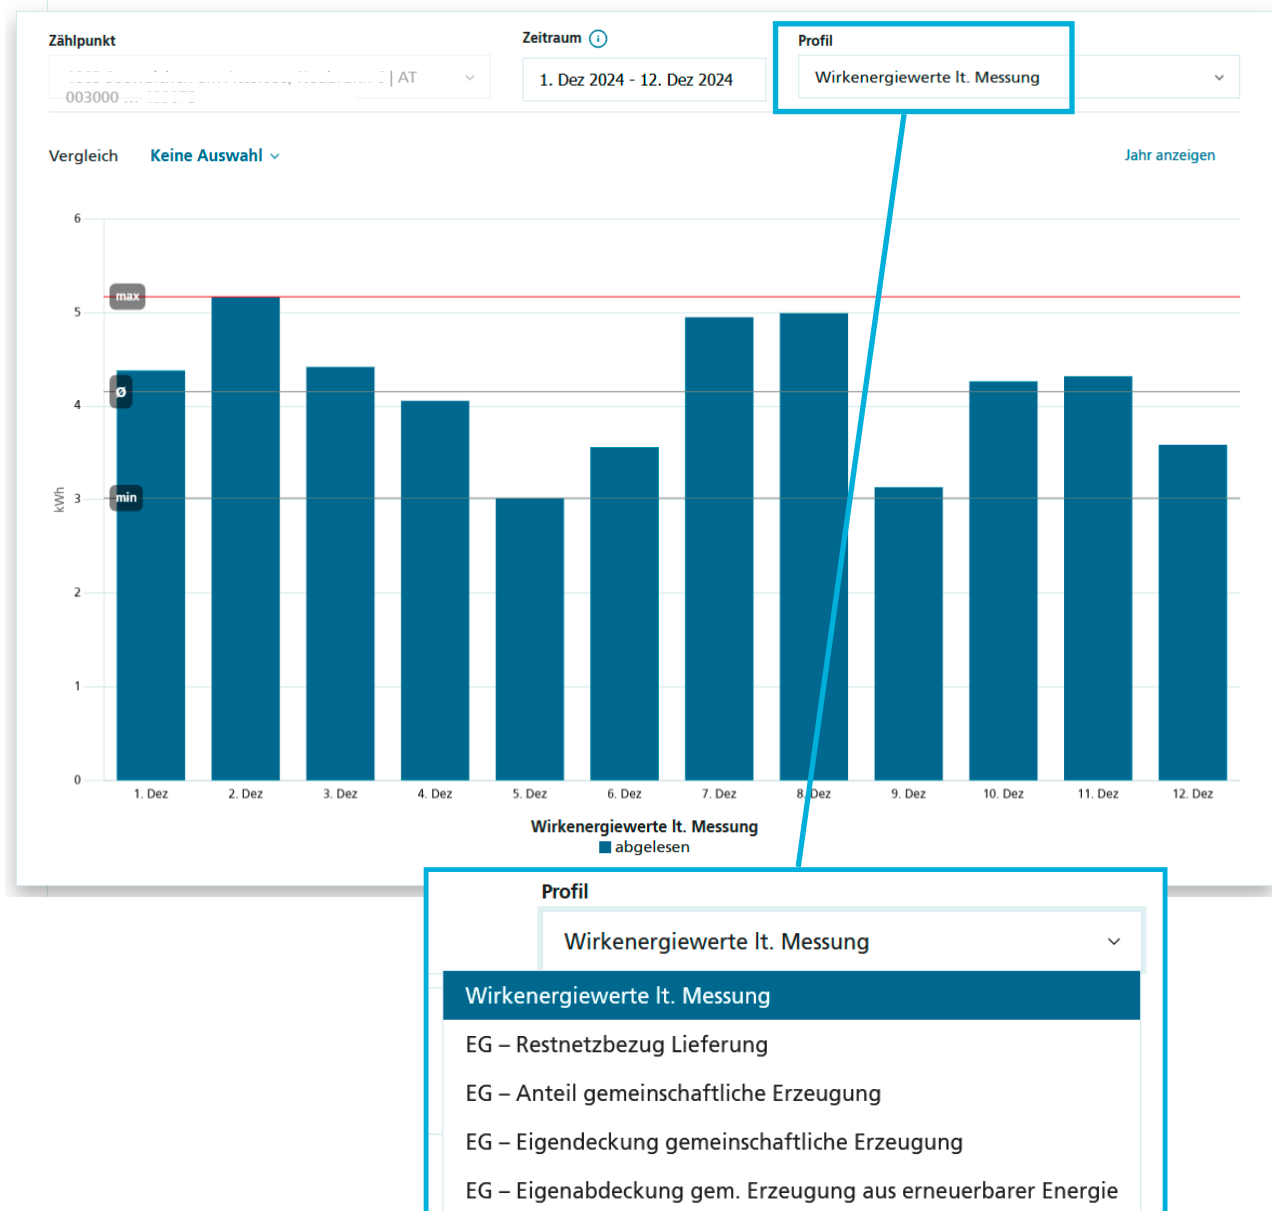 Zählpunkt
Zeitraum
Profil
| AT
003000 ...
1. Dez 2024 - 12. Dez 2024
Wirkenergiewerte lt. Messung
Vergleich Keine Auswahl
Jahr anzeigen
6
max
5
Ø
4
min
3
kWh
2
1
0
1. Dez 2. Dez 3. Dez 4. Dez 5. Dez 6. Dez 7. Dez 8. Dez 9. Dez 10. Dez 11. Dez 12. Dez
Wirkenergiewerte lt. Messung
abgelesen
Profil
Wirkenergiewerte lt. Messung
Wirkenergiewerte lt. Messung
EG – Restnetzbezug Lieferung
EG – Anteil gemeinschaftliche Erzeugung
EG – Eigendeckung gemeinschaftliche Erzeugung
EG – Eigenabdeckung gem. Erzeugung aus erneuerbarer Energie